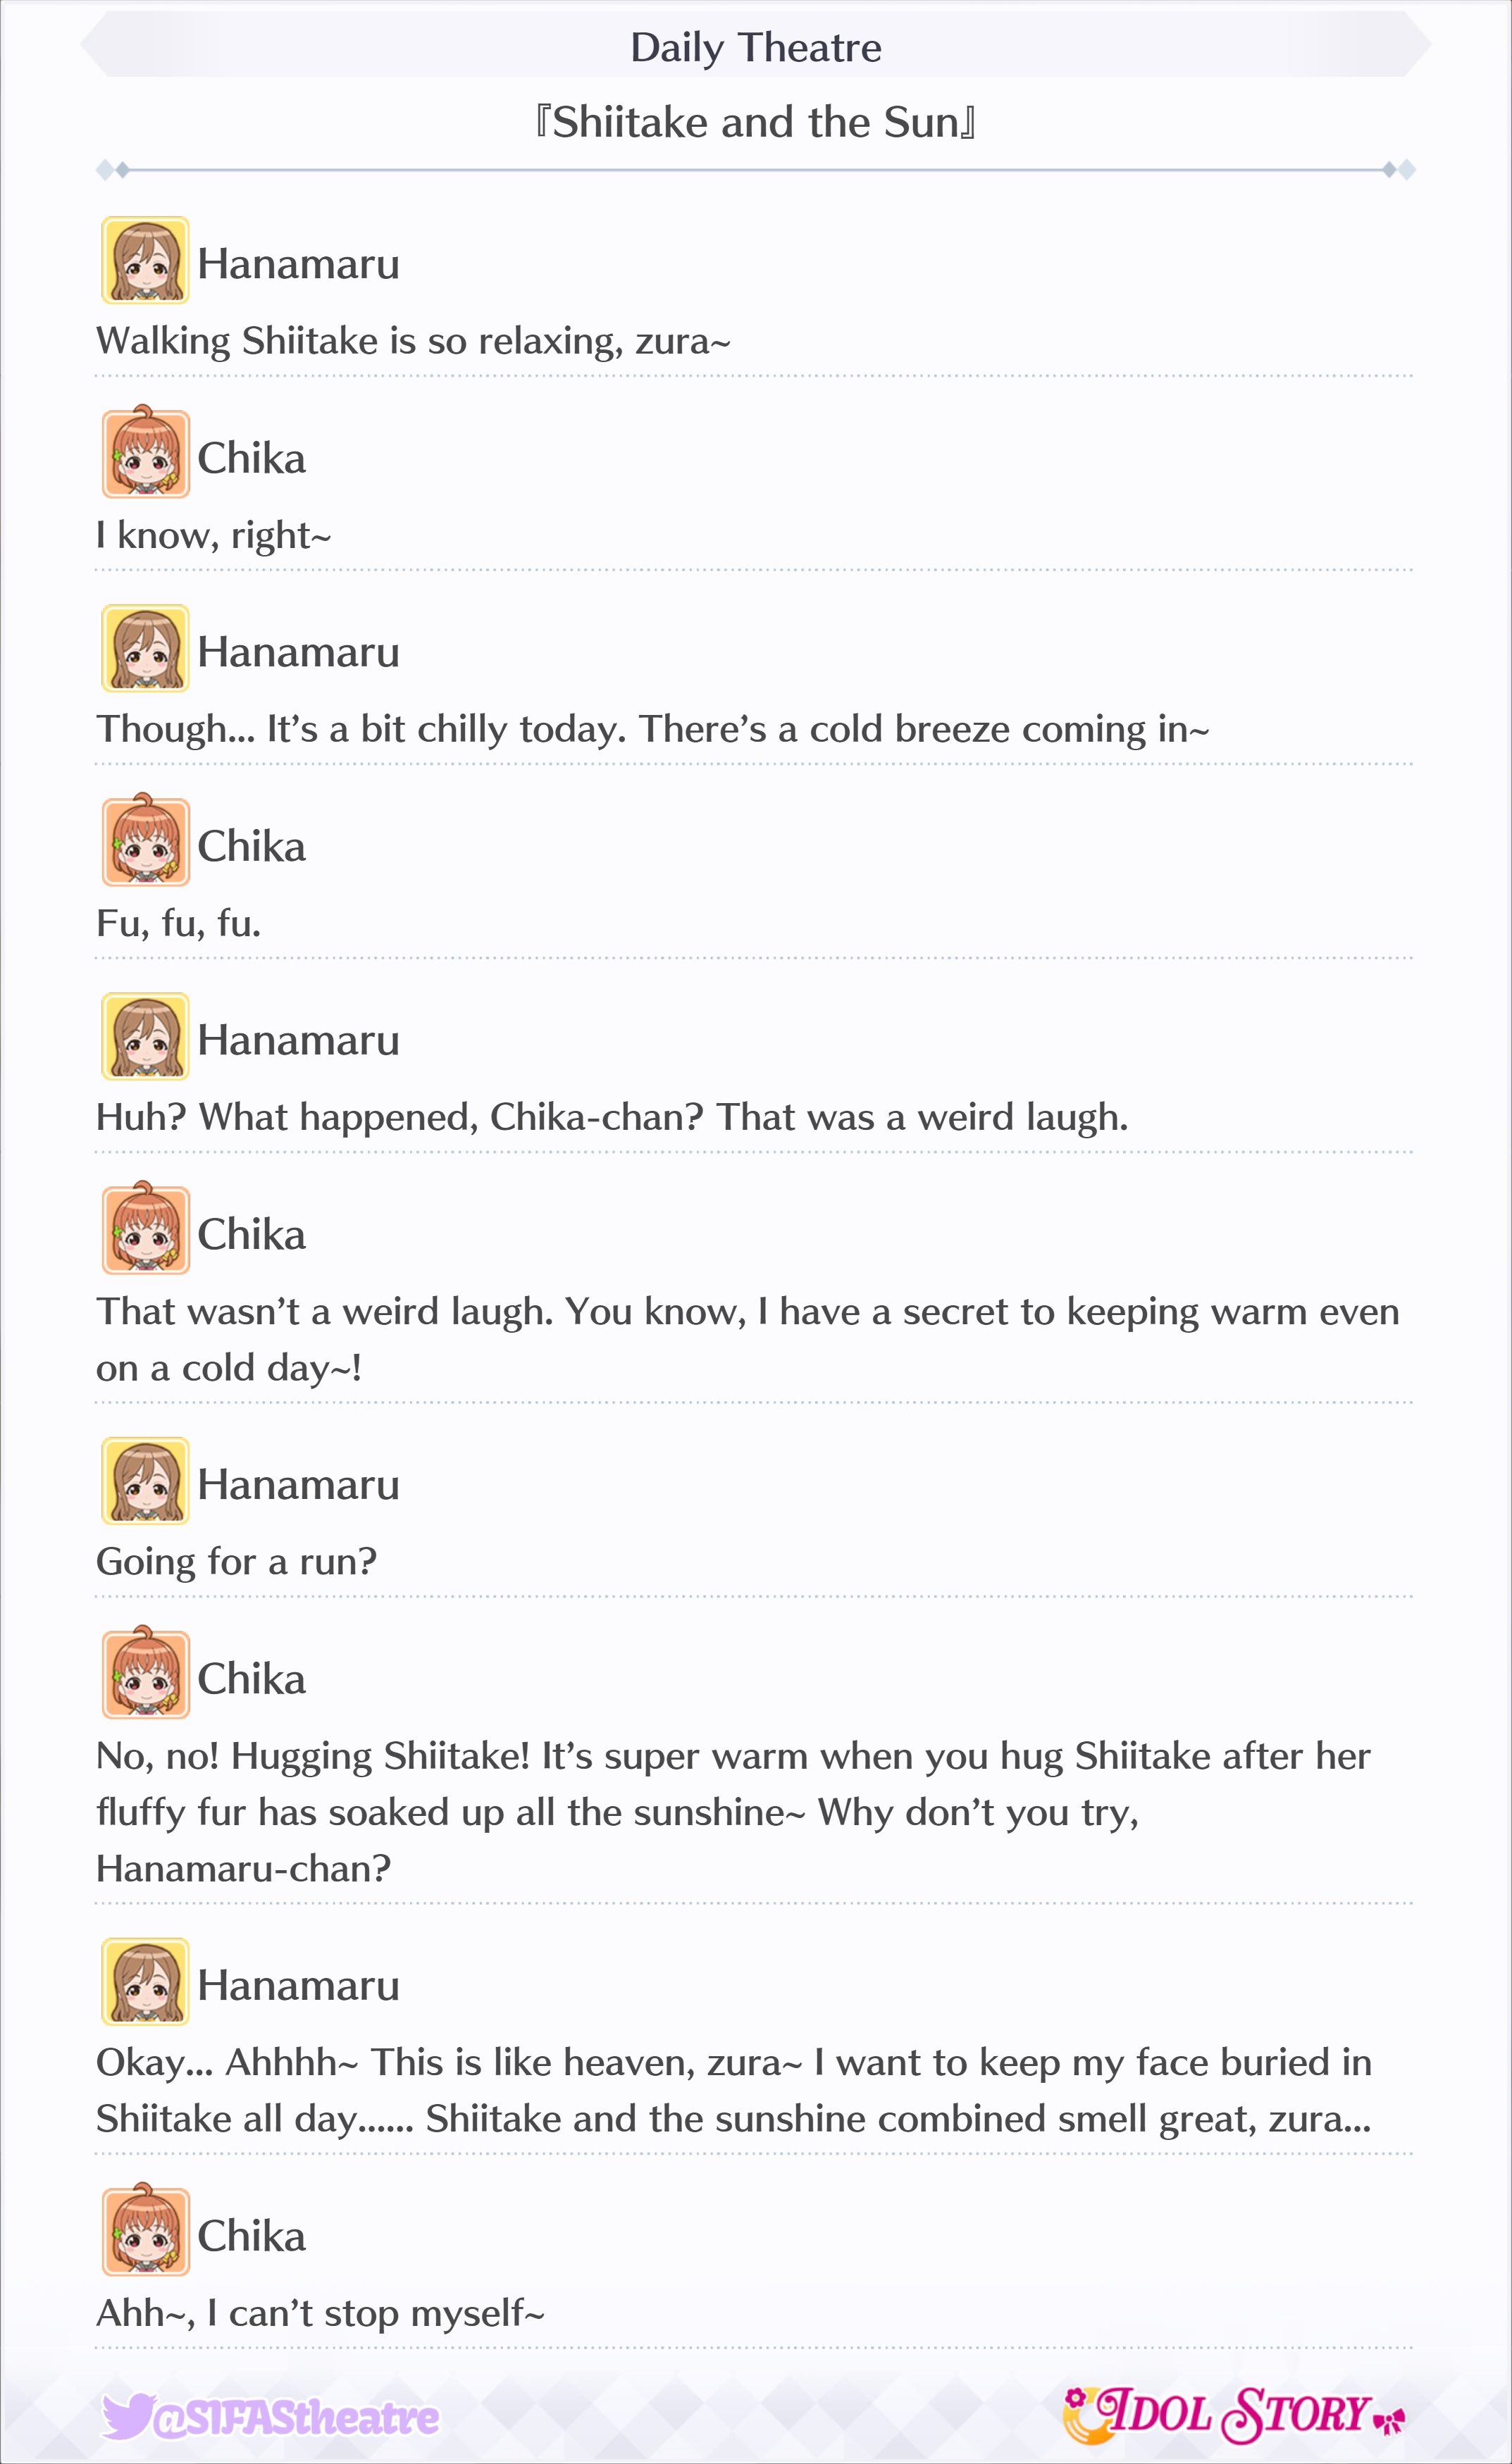 Daily Theatre
『Shiitake and the Sun』
Hanamaru
Walking Shiitake is so relaxing, zura~
Chika
I know, right~
Hanamaru
Though... It’s a bit chilly today. There’s a cold breeze coming in~
Chika
Fu, fu, fu.
Hanamaru
Huh? What happened, Chika-chan? That was a weird laugh.
Chika
That wasn’t a weird laugh. You know, I have a secret to keeping warm even
on a cold day~!
Hanamaru
Going for a run?
Chika
No, no! Hugging Shiitake! It’s super warm when you hug Shiitake after her
fluffy fur has soaked up all the sunshine~ Why don’t you try,
Hanamaru-chan?
Hanamaru
Okay... Ahhhh~ This is like heaven, zura~ I want to keep my face buried in
Shiitake all day...... Shiitake and the sunshine combined smell great, zura...
Chika
Ahh~, I can’t stop myself~
@SIFAStheatre
IDOL STORY